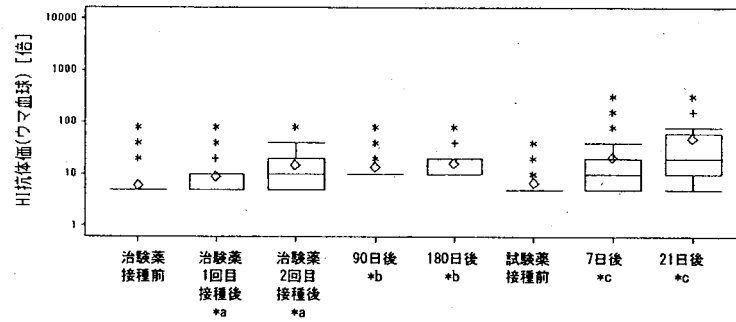 HI抗体価(ウマ血球) [倍]
10000
1000
100
10
1
治験薬
接種前
治験薬
1回目
接種後
*a
治験薬
2回目
接種後
*a
90日後
*b
180日後
*b
試験薬
接種前
7日後
*c
21日後
*c